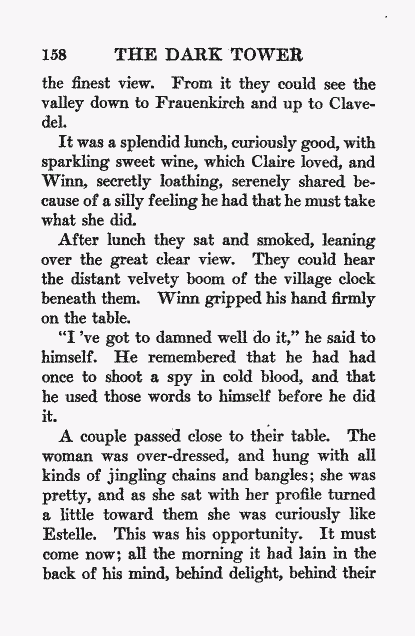 158 THE DARK TOWER
the finest view. From it they could see the
valley down to Frauenkirch and up to Clave-
del.
It was a splendid lunch, curiously good, with
sparkling sweet wine, which Claire loved, and
Winn, secretly loathing, serenely shared be-
cause of a silly feeling he had that he must take
what she did.
After lunch they sat and smoked, leaning
over the great clear view. They could hear
the distant velvety boom of the village clock
beneath them. Winn gripped his hand firmly
on the table.
"I 've got to damned well do it," he said to
himself. He remembered that he had had
once to shoot a spy in cold blood, and that
he used those words to himself before he did
it.
A couple passed close to their table. The
woman was over-dressed, and hung with all
kinds of jingling chains and bangles; she was
pretty, and as she sat with her profile turned
a little toward them she was curiously like
Estelle. This was his opportunity. It must
come now; all the morning it had lain in the
back of his mind, behind delight, behind their